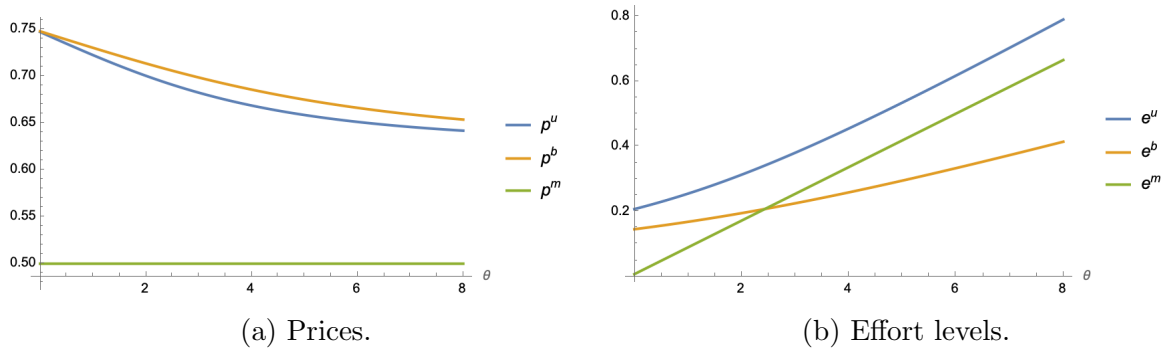 0.75
0.70
0.65
0.60
0.55
0.50
2
4
6
8
θ
p^u
p^b
p^m
(a) Prices.
0.8
0.6
0.4
0.2
2
4
6
8
θ
e^u
e^b
e^m
(b) Effort levels.